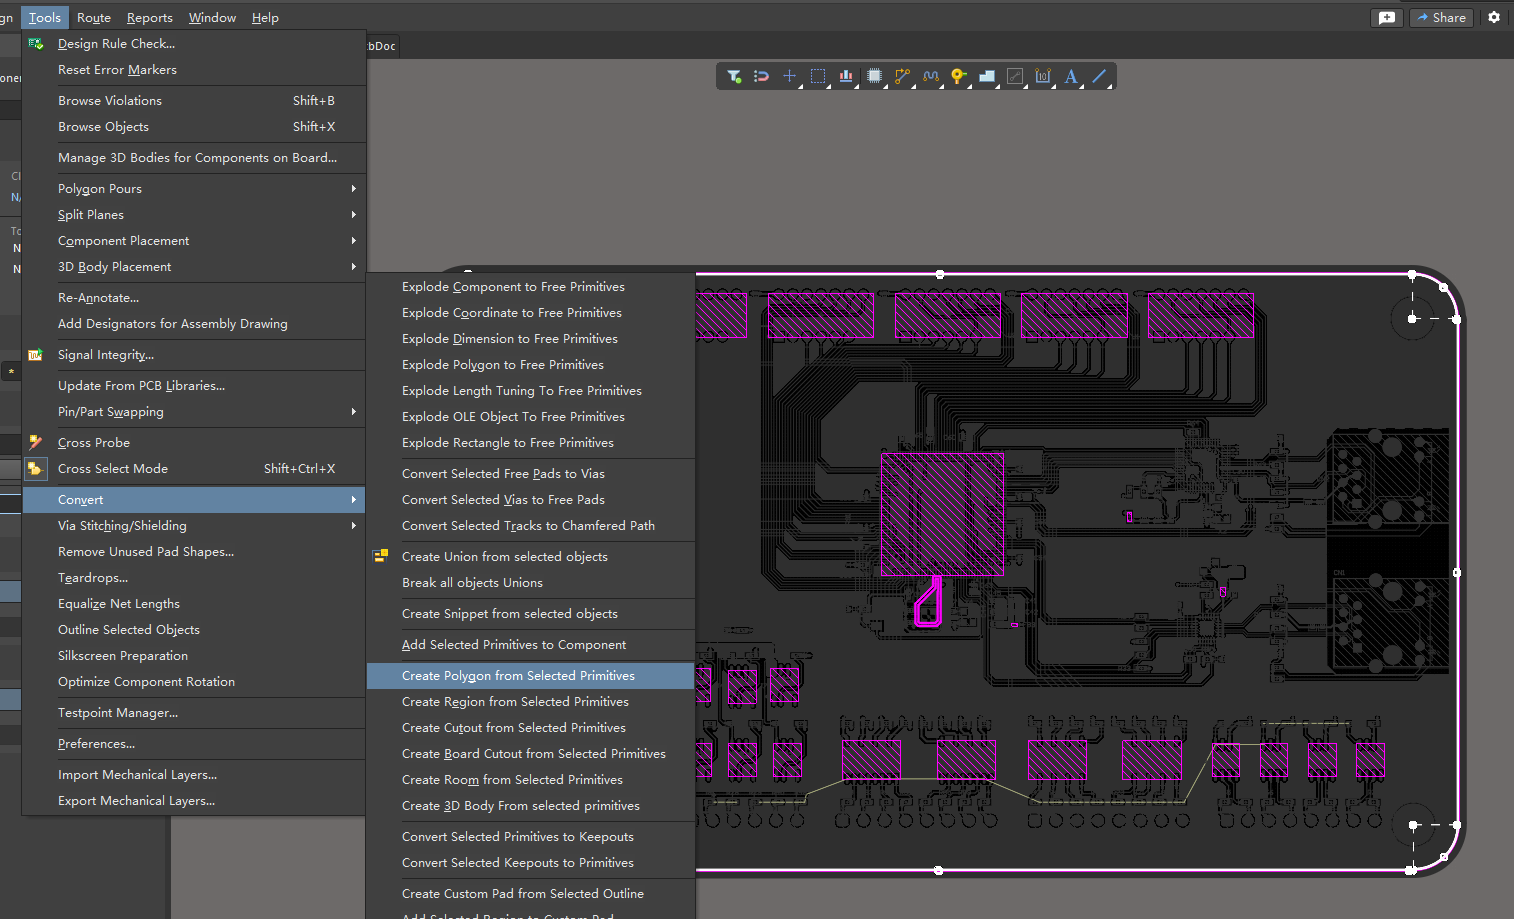 gn Tools Route Reports Window Help Share
bDoc
Design Rule Check...
Reset Error Markers
Browse Violations Shift+B
Browse Objects Shift+X
Manage 3D Bodies for Components on Board...
Polygon Pours
Split Planes
Component Placement
3D Body Placement
Re-Annotate...
Add Designators for Assembly Drawing
Signal Integrity...
Update From PCB Libraries...
Pin/Part Swapping
Cross Probe
Cross Select Mode Shift+Ctrl+X
Convert
Via Stitching/Shielding
Remove Unused Pad Shapes...
Teardrops...
Equalize Net Lengths
Outline Selected Objects
Silkscreen Preparation
Optimize Component Rotation
Testpoint Manager...
Preferences...
Import Mechanical Layers...
Export Mechanical Layers...
Explode Component to Free Primitives
Explode Coordinate to Free Primitives
Explode Dimension to Free Primitives
Explode Polygon to Free Primitives
Explode Length Tuning To Free Primitives
Explode OLE Object To Free Primitives
Explode Rectangle to Free Primitives
Convert Selected Free Pads to Vias
Convert Selected Vias to Free Pads
Convert Selected Tracks to Chamfered Path
Create Union from selected objects
Break all objects Unions
Create Snippet from selected objects
Add Selected Primitives to Component
Create Polygon from Selected Primitives
Create Region from Selected Primitives
Create Cutout from Selected Primitives
Create Board Cutout from Selected Primitives
Create Room from Selected Primitives
Create 3D Body From selected primitives
Convert Selected Primitives to Keepouts
Convert Selected Keepouts to Primitives
Create Custom Pad from Selected Outline
Add Selected Region to Custom Pad